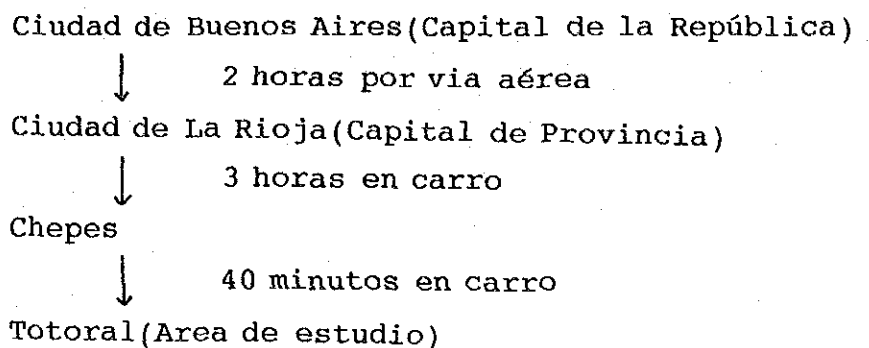 Ciudad de Buenos Aires(Capital de la República)
2 horas por via aérea
Ciudad de La Rioja(Capital de Provincia)
3 horas en carro
Chepes
40 minutos en carro
Totoral(Area de estudio)